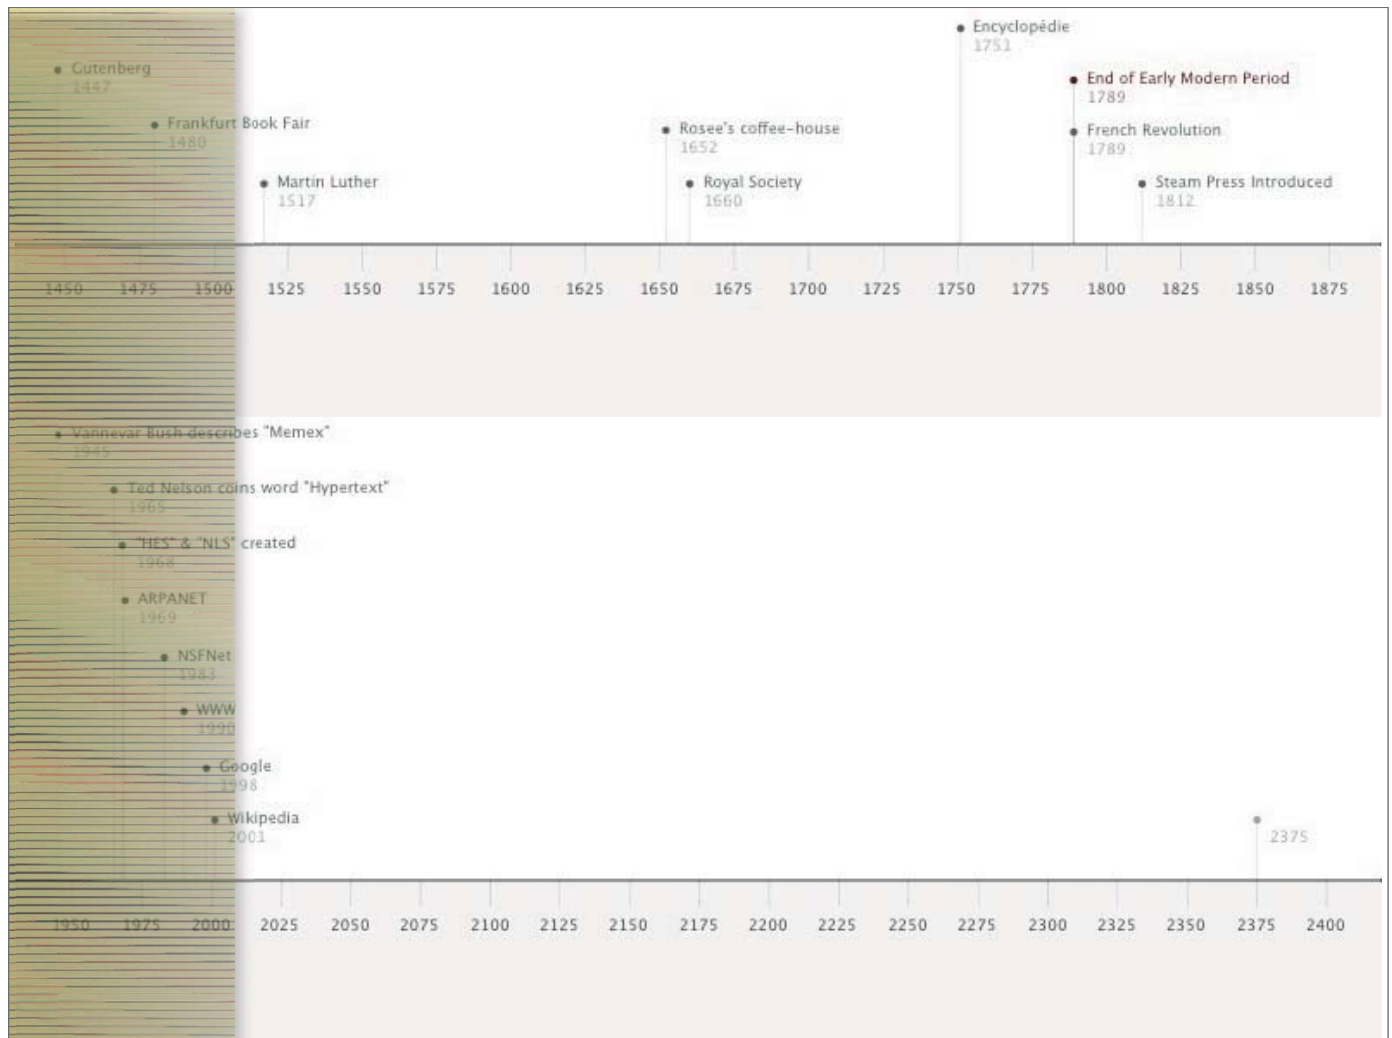 Encyclopédie
1751
Gutenberg
1447
End of Early Modern Period
1789
Frankfurt Book Fair
1480
Rosee's coffee-house
1652
French Revolution
1789
Martin Luther
1517
Royal Society
1660
Steam Press Introduced
1812
1450 1475 1500 1525 1550 1575 1600 1625 1650 1675 1700 1725 1750 1775 1800 1825 1850 1875
Vannevar Bush describes "Memex"
1945
Ted Nelson coins word "Hypertext"
1965
"HES" & "NLS" created
1968
ARPANET
1969
NSFNet
1983
WWW
1990
Google
1998
Wikipedia
2001
2375
1950 1975 2000 2025 2050 2075 2100 2125 2150 2175 2200 2225 2250 2275 2300 2325 2350 2375 2400